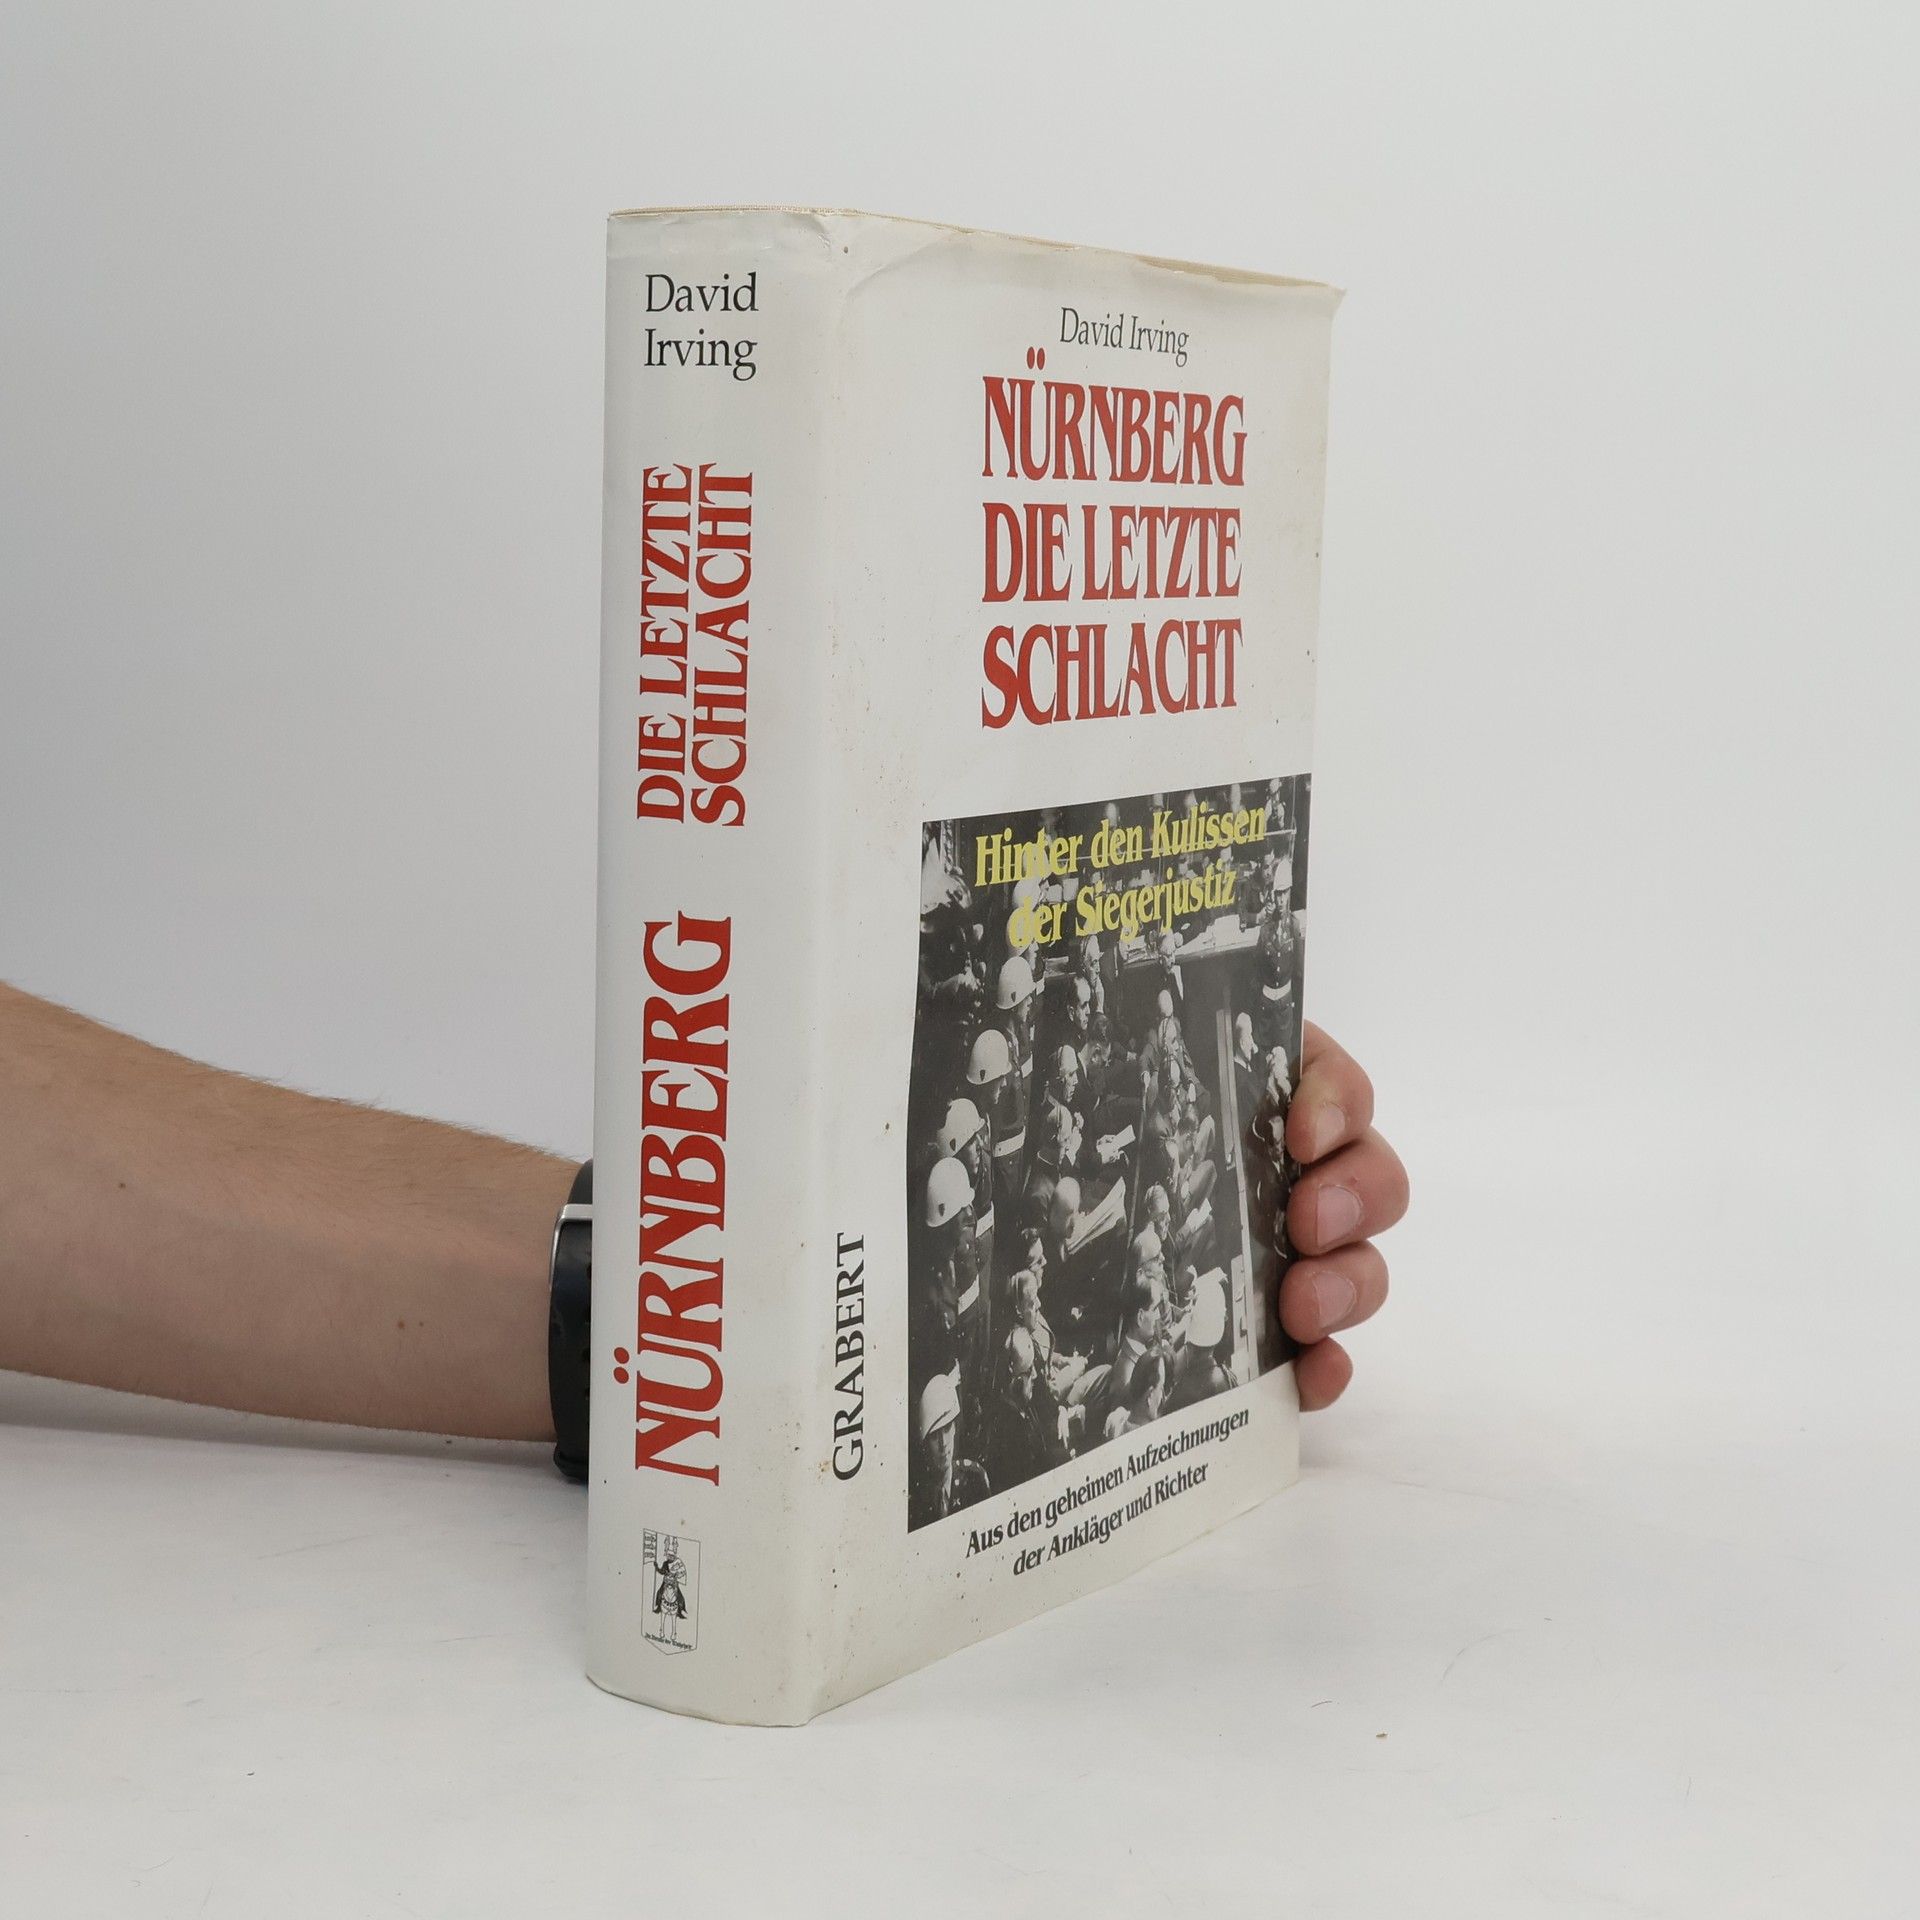 David
Irving
NÜRNBERG
DIE LETZTE
SCHLACHT
GRABERT
David Irving
NÜRNBERG
DIE LETZTE
SCHLACHT
Hinter den Kulissen
der Siegerjustiz
Aus den geheimen Aufzeichnungen
der Ankläger und Richter